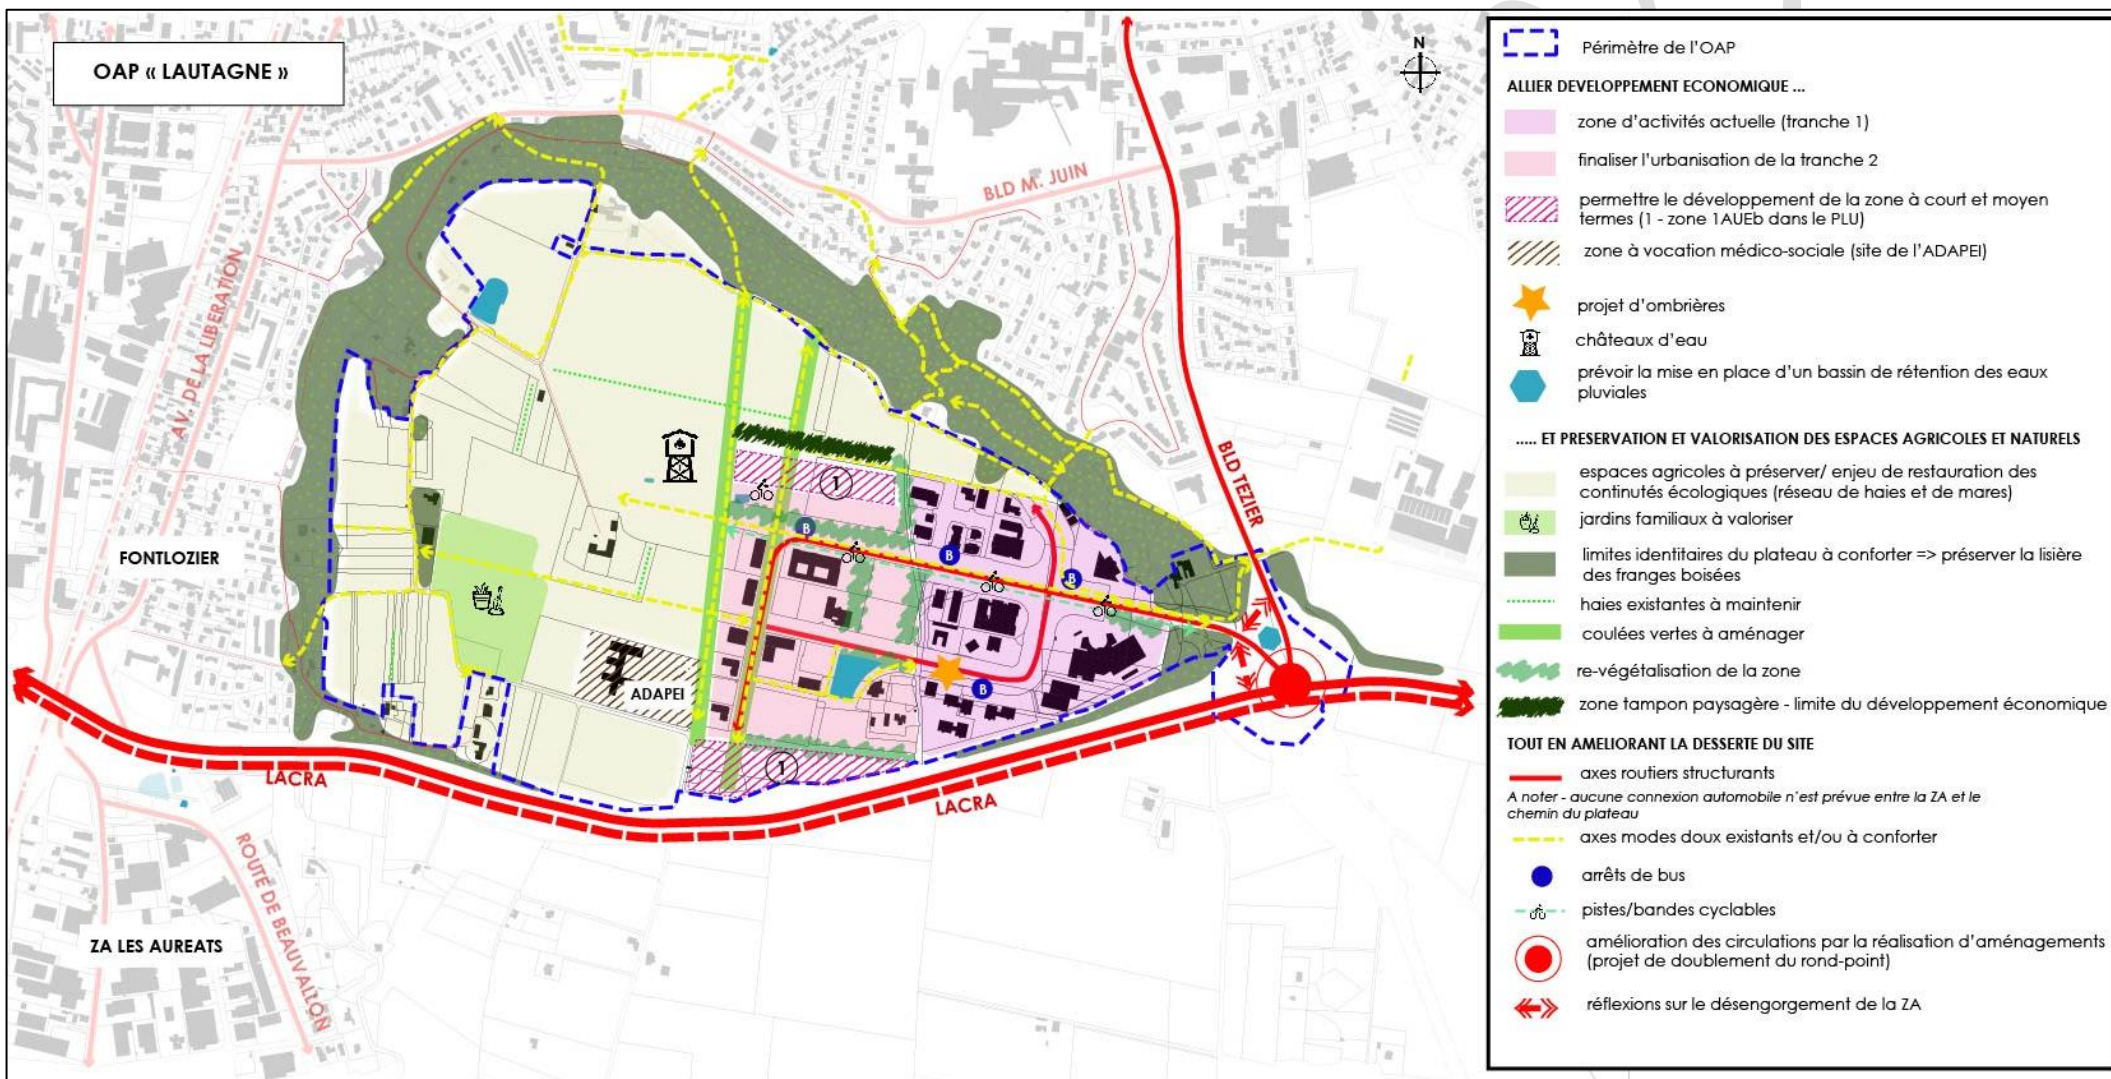 OAP « LAUTAGNE »
N
BLD M. JUIN
AV. DE LA LIBERATION
BLD TEZIER
1
B
B
B
FONTLOZIER
ADAPEI
B
1
LACRA
LACRA
ROUTE DE BEAUVALLON
ZA LES AUREATS
Périmètre de l'OAP
ALLIER DEVELOPPEMENT ECONOMIQUE ...
zone d'activités actuelle (tranche 1)
finaliser l'urbanisation de la tranche 2
permettre le développement de la zone à court et moyen
termes (1 - zone 1AUEb dans le PLU)
zone à vocation médico-sociale (site de l'ADAPEI)
projet d'ombrières
châteaux d'eau
prévoir la mise en place d'un bassin de rétention des eaux
pluviales
..... ET PRESERVATION ET VALORISATION DES ESPACES AGRICOLES ET NATURELS
espaces agricoles à préserver/ enjeu de restauration des
continutés écologiques (réseau de haies et de mares)
jardins familiaux à valoriser
limites identitaires du plateau à conforter => préserver la lisière
des franges boisées
haies existantes à maintenir
coulées vertes à aménager
re-végétalisation de la zone
zone tampon paysagère - limite du développement économique
TOUT EN AMELIORANT LA DESSERTE DU SITE
axes routiers structurants
A noter - aucune connexion automobile n'est prévue entre la ZA et le
chemin du plateau
axes modes doux existants et/ou à conforter
arrêts de bus
pistes/bandes cyclables
amélioration des circulations par la réalisation d'aménagements
(projet de doublement du rond-point)
réflexions sur le désengorgement de la ZA